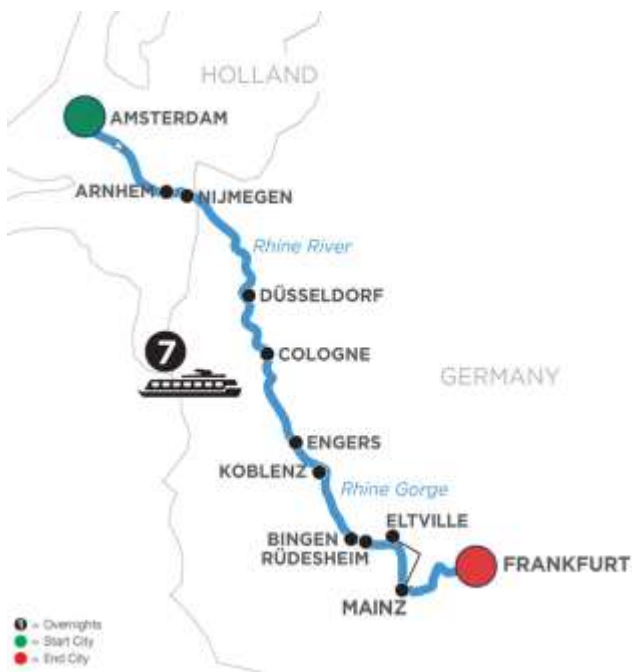 HOLLAND
AMSTERDAM
ARNHEM
NIJMEGEN
Rhine River
DÜSSELDORF
7
COLOGNE
GERMANY
ENGERS
KOBLENZ
Rhine Gorge
ELTVILLE
BINGEN
RÜDESHEIM
FRANKFURT
MAINZ
1 = Overnights
= Start City
= End City